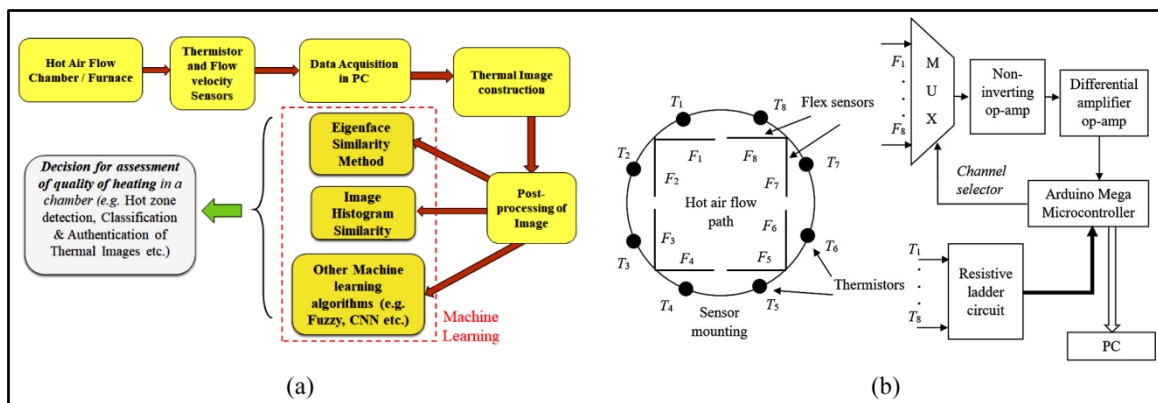 Hot Air Flow
Chamber / Furnace
Thermistor
and Flow
velocity
Sensors
Data Acquisition
in PC
Thermal Image
construction
Eigenface
Similarity
Method
Image
Histogram
Similarity
Other Machine
learning
algorithms (e.g.
Fuzzy, CNN etc.)
Post-
processing of
Image
Machine
Learning
Decision for assessment
of quality of heating in a
chamber (e.g. Hot zone
detection, Classification
& Authentication of
Thermal Images etc.)
(a)
T1
T8
Flex sensors
T2
F1
F8
T7
F2
F7
Hot air flow
path
F3
F6
T6
T3
F4
F5
Thermistors
T4
T5
Sensor
mounting
F1
.
.
.
F8
M
U
X
Non-
inverting
op-amp
Differential
amplifier
op-amp
Channel
selector
Arduino Mega
Microcontroller
T1
.
.
.
T8
Resistive
ladder
circuit
PC
(b)